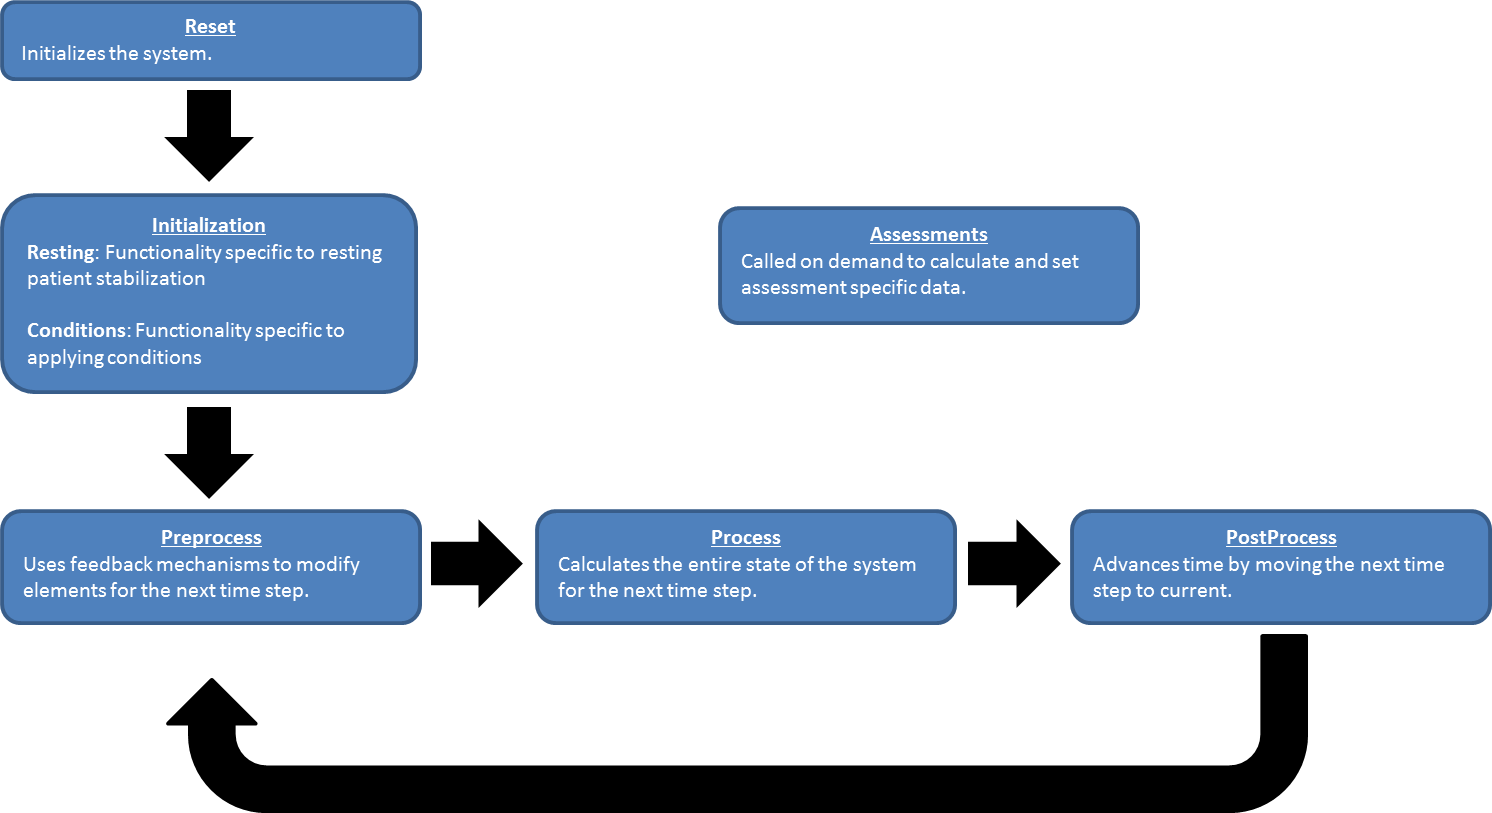 Reset
Initializes the system.
Initialization
Resting: Functionality specific to resting
patient stabilization
Conditions: Functionality specific to
applying conditions
Assessments
Called on demand to calculate and set
assessment specific data.
Preprocess
Uses feedback mechanisms to modify
elements for the next time step.
Process
Calculates the entire state of the system
for the next time step.
PostProcess
Advances time by moving the next time
step to current.